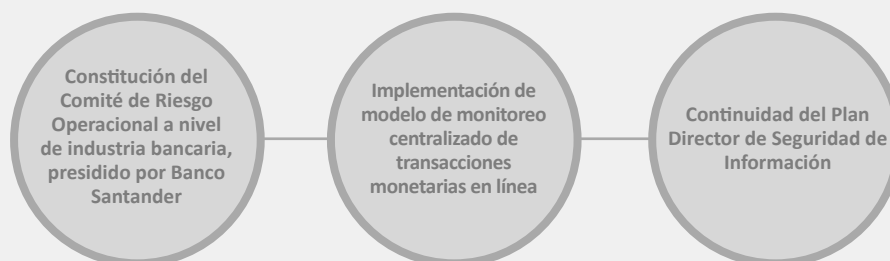 Constitución del
Comité de Riesgo
Operacional a nivel
de industria bancaria,
presidido por Banco
Santander
Implementación de
modelo de monitoreo
centralizado de
transacciones
monetarias en línea
Continuidad del Plan
Director de Seguridad de
Información